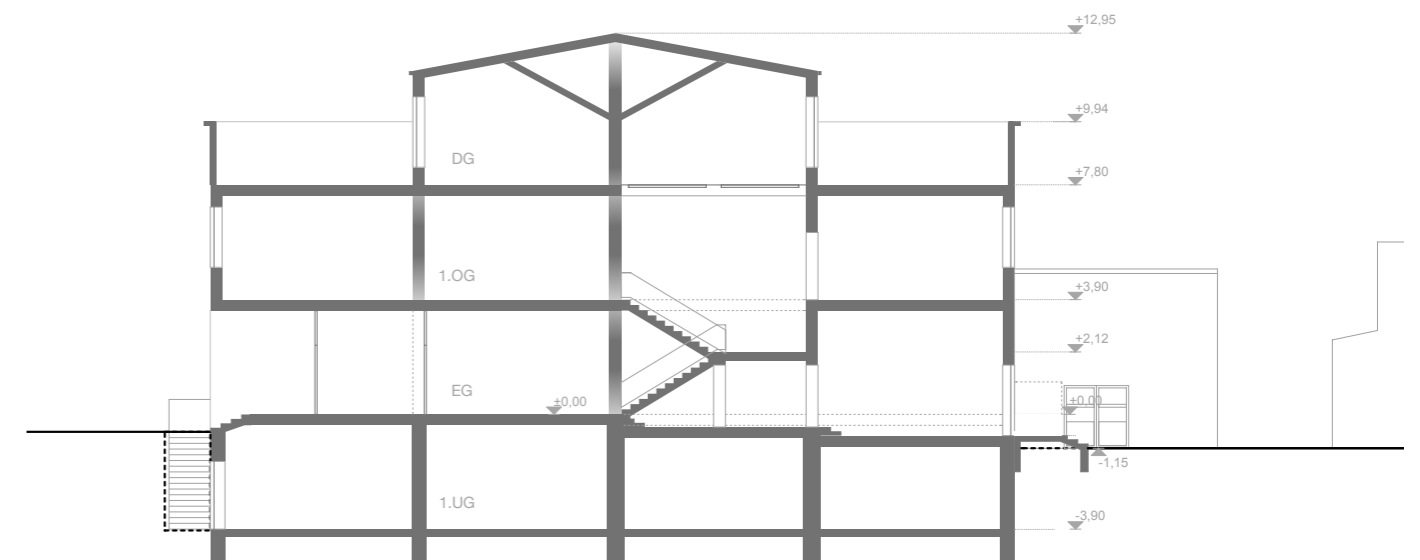 +12,95
+9,94
DG
+7,80
1.OG
+3,90
+2,12
EG
±0,00
±0,00
-1,15
1.UG
-3,90